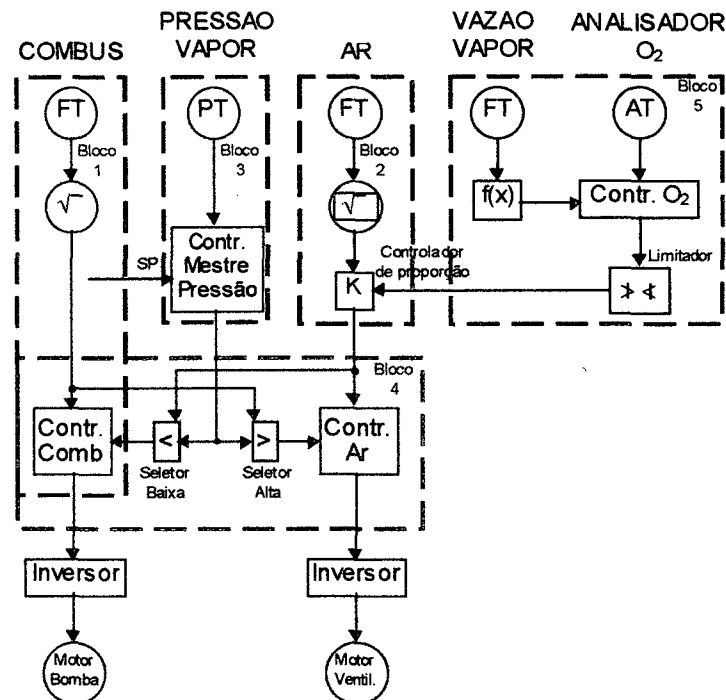 COMBUS
PRESSAO
VAPOR
AR
VAZAO
VAPOR
ANALISADOR
O₂
FT
Bloco
1
√
PT
Bloco
3
SP
Contr.
Mestre
Pressão
FT
Bloco
2
√
K
Controlador
de proporção
FT
AT
Bloco
5
f(x)
Contr. O₂
Limitador
Bloco
4
Contr.
Comb
<
Seletor
Baixa
>
Seletor
Alta
Contr.
Ar
Inversor
Inversor
Motor
Bomba
Motor
Ventil.